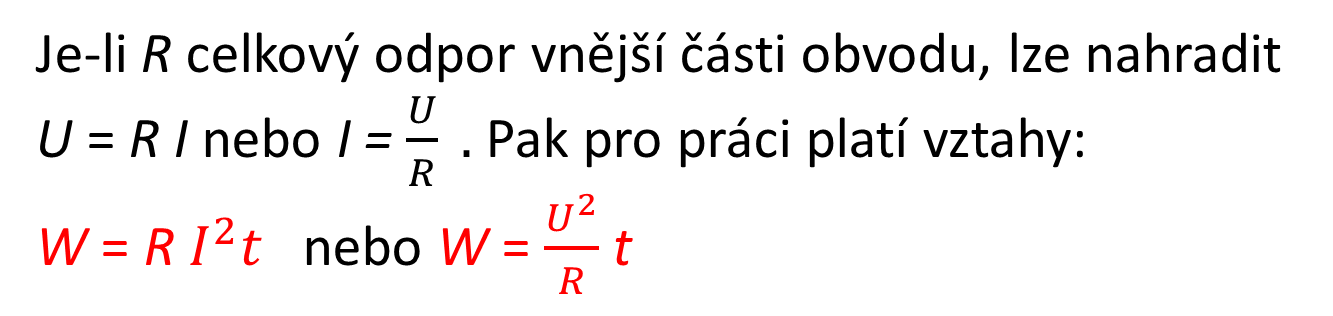 Je-li R celkový odpor vnější části obvodu, lze nahradit
U = R I nebo I = U/R . Pak pro práci platí vztahy:
W = R I²t nebo W = U²/R t